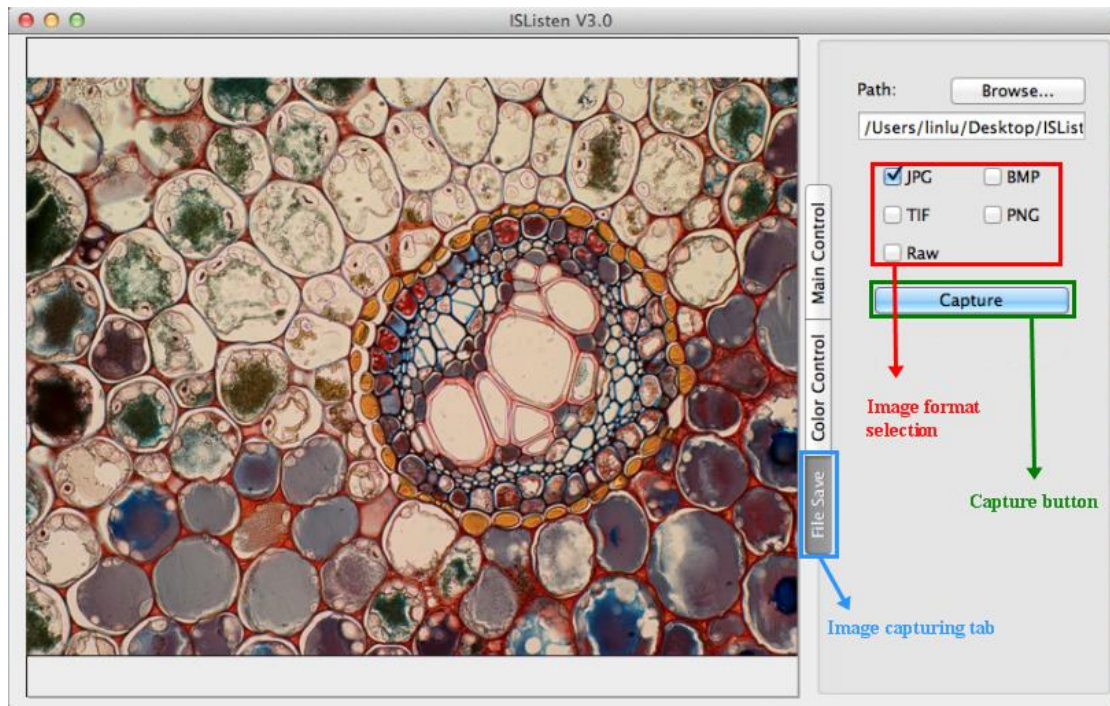 ISListen V3.0
Path:
Browse...
/Users/linlu/Desktop/ISList
JPG
BMP
TIF
PNG
Raw
Capture
Main Control
Color Control
File Save
Image format
selection
Capture button
Image capturing tab